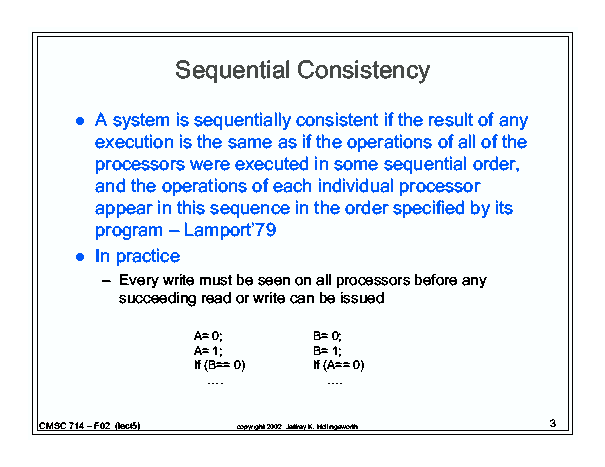 Sequential Consistency
● A system is sequentially consistent if the result of any
execution is the same as if the operations of all of the
processors were executed in some sequential order,
and the operations of each individual processor
appear in this sequence in the order specified by its
program – Lamport'79
● In practice
– Every write must be seen on all processors before any
succeeding read or write can be issued
A= 0; B= 0;
A= 1; B= 1;
If (B== 0) If (A== 0)
.... ....
CMSC 714 – F02 (lect5) copyright 2002 Jeffrey K. Hollingsworth 3